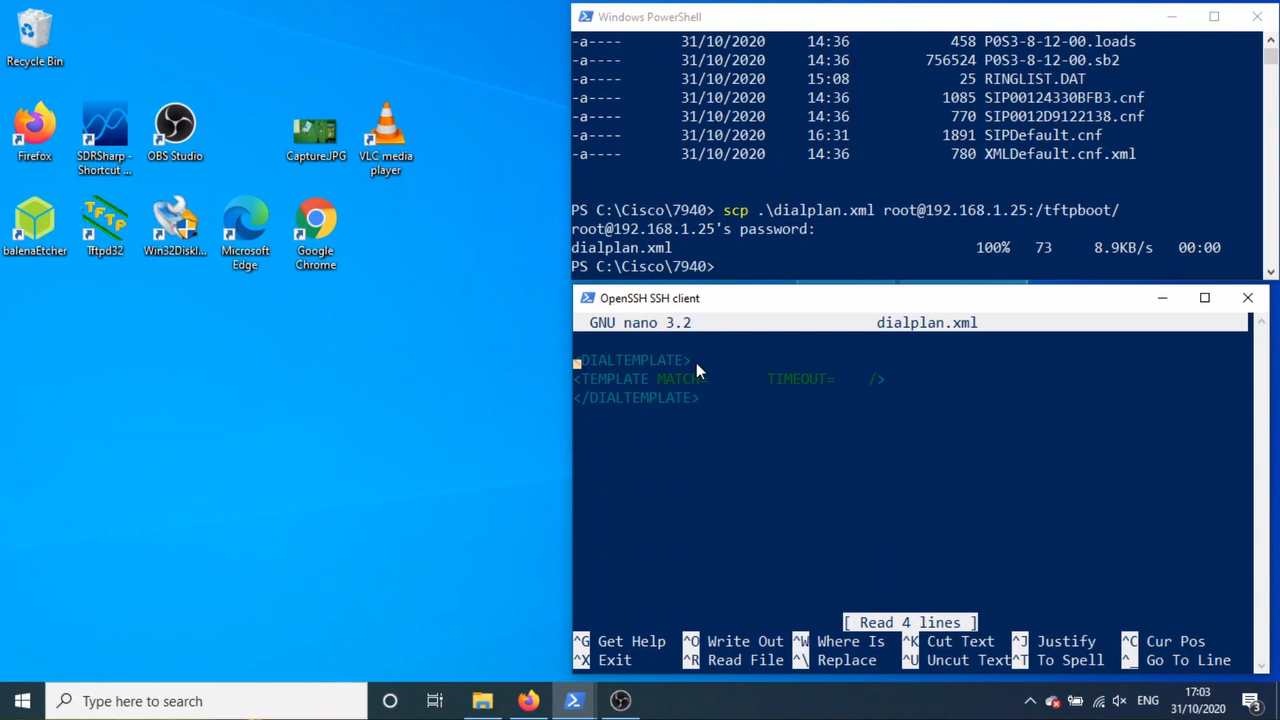 Recycle Bin
Firefox
SDRSharp -
Shortcut ...
OBS Studio
Capture.JPG
VLC media
player
balenaEtcher
Tftpd32
Win32DiskI...
Microsoft
Edge
Google
Chrome
Windows PowerShell
-a---- 31/10/2020 14:36 458 P0S3-8-12-00.loads
-a---- 31/10/2020 14:36 756524 P0S3-8-12-00.sb2
-a---- 31/10/2020 15:08 25 RINGLIST.DAT
-a---- 31/10/2020 14:36 1085 SIP00124330BFB3.cnf
-a---- 31/10/2020 14:36 770 SIP0012D9122138.cnf
-a---- 31/10/2020 16:31 1891 SIPDefault.cnf
-a---- 31/10/2020 14:36 780 XMLDefault.cnf.xml
PS C:\Cisco\7940> scp .\dialplan.xml root@192.168.1.25:/tftpboot/
root@192.168.1.25's password:
dialplan.xml 100% 73 8.9KB/s 00:00
PS C:\Cisco\7940>
OpenSSH SSH client
GNU nano 3.2 dialplan.xml
<DIALTEMPLATE>
<TEMPLATE MATCH= TIMEOUT= />
</DIALTEMPLATE>
[ Read 4 lines ]
^G Get Help ^O Write Out ^W Where Is ^K Cut Text ^J Justify ^C Cur Pos
^X Exit ^R Read File ^\ Replace ^U Uncut Text ^T To Spell ^_ Go To Line
Type here to search
ENG
17:03
31/10/2020
3